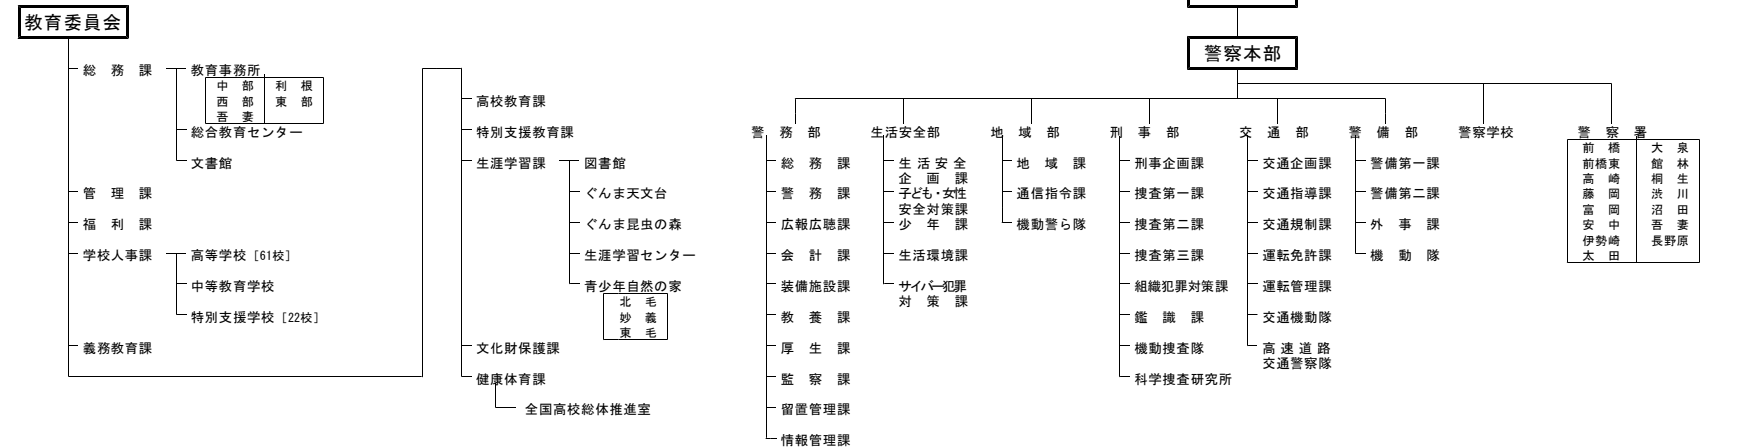 教育委員会
総務課
教育事務所
中部 利根
西部 東部
吾妻
総合教育センター
文書館
管理課
福利課
学校人事課
高等学校［61校］
中等教育学校
特別支援学校［22校］
義務教育課
高校教育課
特別支援教育課
生涯学習課
図書館
ぐんま天文台
ぐんま昆虫の森
生涯学習センター
青少年自然の家
北毛
妙義
東毛
文化財保護課
健康体育課
全国高校総体推進室
警察本部
警務部
総務課
警務課
広報広聴課
会計課
装備施設課
教養課
厚生課
監察課
留置管理課
情報管理課
生活安全部
生活安全
企画課
子ども・女性
安全対策課
少年課
生活環境課
サイバー犯罪
対策課
地域部
地域課
通信指令課
機動警ら隊
刑事部
刑事企画課
捜査第一課
捜査第二課
捜査第三課
組織犯罪対策課
鑑識課
機動捜査隊
科学捜査研究所
交通部
交通企画課
交通指導課
交通規制課
運転免許課
運転管理課
交通機動隊
高速道路
交通警察隊
警備部
警備第一課
警備第二課
外事課
機動隊
警察学校
警察署
前橋 大泉
前橋東 館林
高崎 桐生
藤岡 渋川
富岡 沼田
安中 吾妻
伊勢崎 長野原
太田